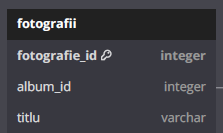 fotografii
fotografie_id integer
album_id integer
titlu varchar